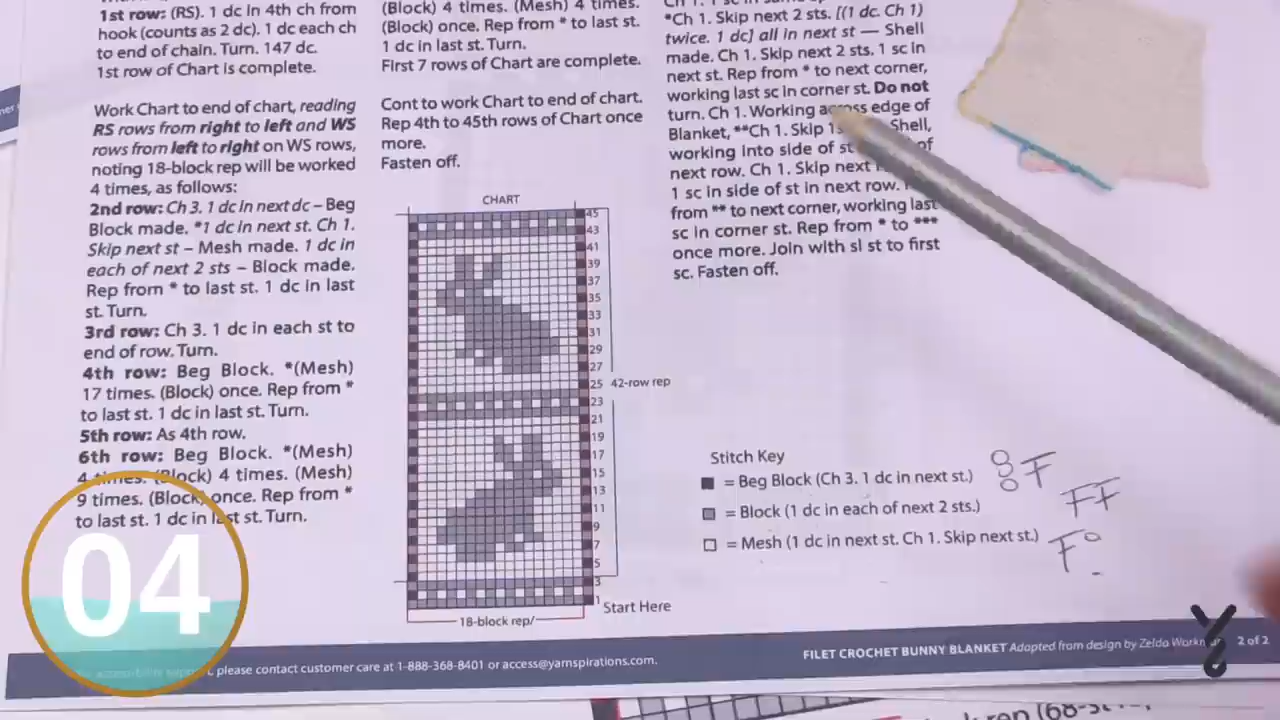 1st row: (RS). 1 dc in 4th ch from
hook (counts as 2 dc). 1 dc each ch
to end of chain. Turn. 147 dc.
1st row of Chart is complete.
Work Chart to end of chart, reading
RS rows from right to left and WS
rows from left to right on WS rows,
noting 18-block rep will be worked
4 times, as follows:
2nd row: Ch 3. 1 dc in next dc – Beg
Block made. *1 dc in next st. Ch 1.
Skip next st – Mesh made. 1 dc in
each of next 2 sts – Block made.
Rep from * to last st. 1 dc in last
st. Turn.
3rd row: Ch 3. 1 dc in each st to
end of row. Turn.
4th row: Beg Block. *(Mesh)
17 times. (Block) once. Rep from *
to last st. 1 dc in last st. Turn.
5th row: As 4th row.
6th row: Beg Block. *(Mesh)
4 times. (Block) 4 times. (Mesh)
9 times. (Block) once. Rep from *
to last st. 1 dc in last st. Turn.
04
(Block) 4 times. (Mesh) 4 times.
(Block) once. Rep from * to last st.
1 dc in last st. Turn.
First 7 rows of Chart are complete.
Cont to work Chart to end of chart.
Rep 4th to 45th rows of Chart once
more.
Fasten off.
CHART
45
43
41
39
37
35
33
31
29
27
25 42-row rep
23
21
19
17
15
13
11
9
7
5
3
1 Start Here
18-block rep/
*Ch 1. Skip next 2 sts. [(1 dc. Ch 1)
twice. 1 dc] all in next st — Shell
made. Ch 1. Skip next 2 sts. 1 sc in
next st. Rep from * to next corner,
working last sc in corner st. Do not
turn. Ch 1. Working across edge of
Blanket, **Ch 1. Skip Shell,
working into side of st of
next row. Ch 1. Skip next
1 sc in side of st in next row.
from ** to next corner, working last
sc in corner st. Rep from * to ***
once more. Join with sl st to first
sc. Fasten off.
Stitch Key
= Beg Block (Ch 3. 1 dc in next st.)
= Block (1 dc in each of next 2 sts.)
= Mesh (1 dc in next st. Ch 1. Skip next st.)
please contact customer care at 1-888-368-8401 or access@yarnspirations.com.
FILET CROCHET BUNNY BLANKET Adapted from design by Zelda 2 of 2